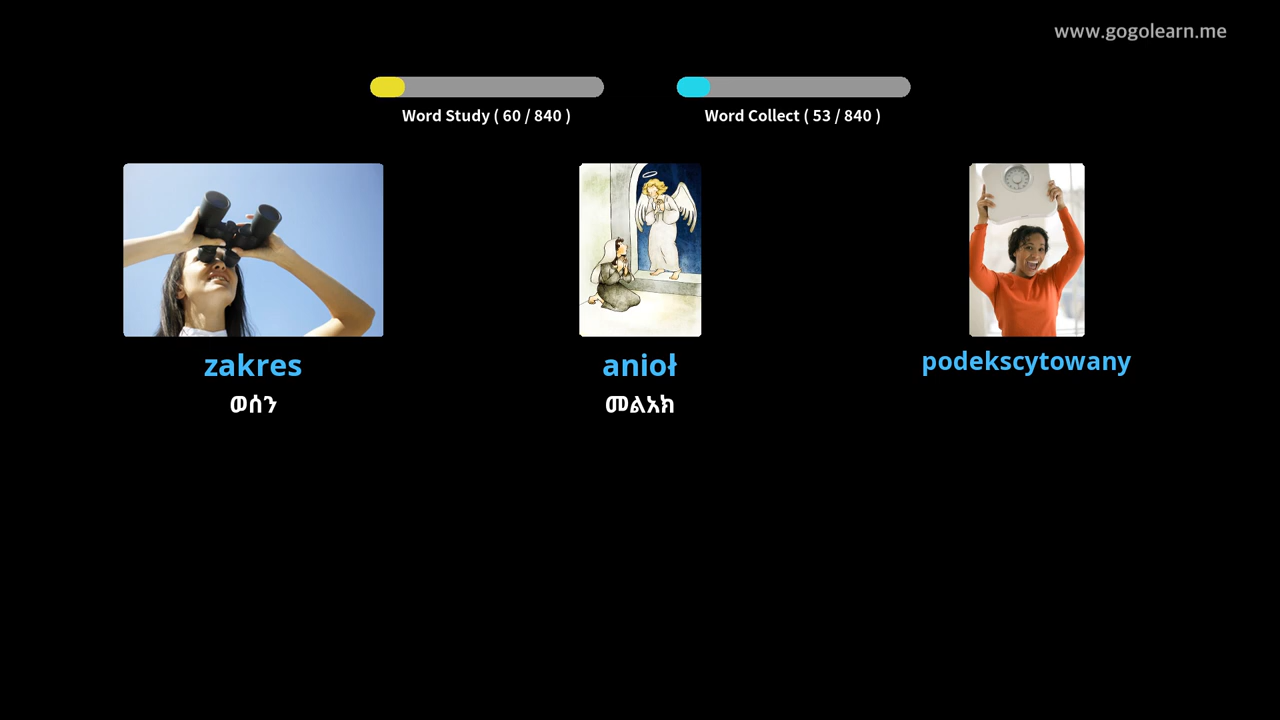 www.gogolearn.me
Word Study ( 60 / 840 )
Word Collect ( 53 / 840 )
zakres
ወሰን
anioł
መልአክ
podekscytowany